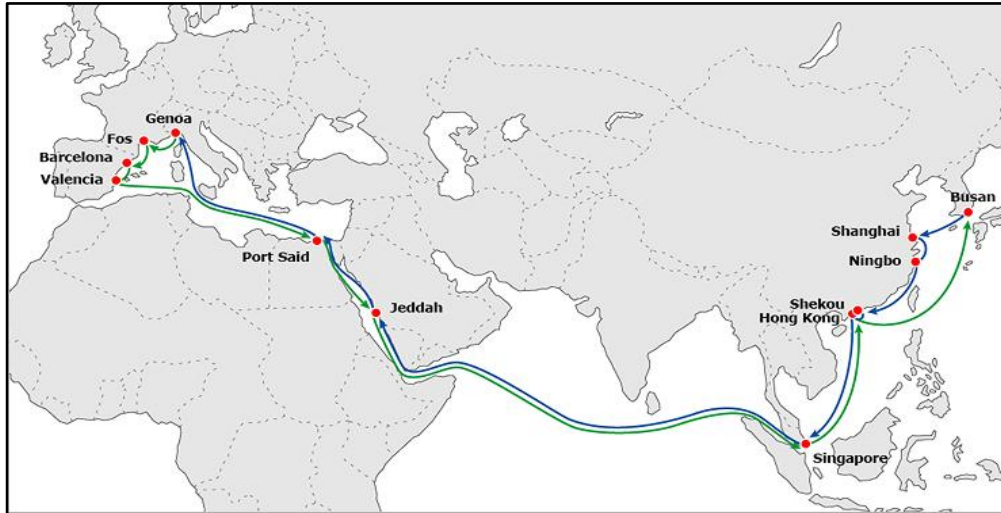 Genoa
Fos
Barcelona
Valencia
Port Said
Jeddah
Busan
Shanghai
Ningbo
Shekou
Hong Kong
Singapore